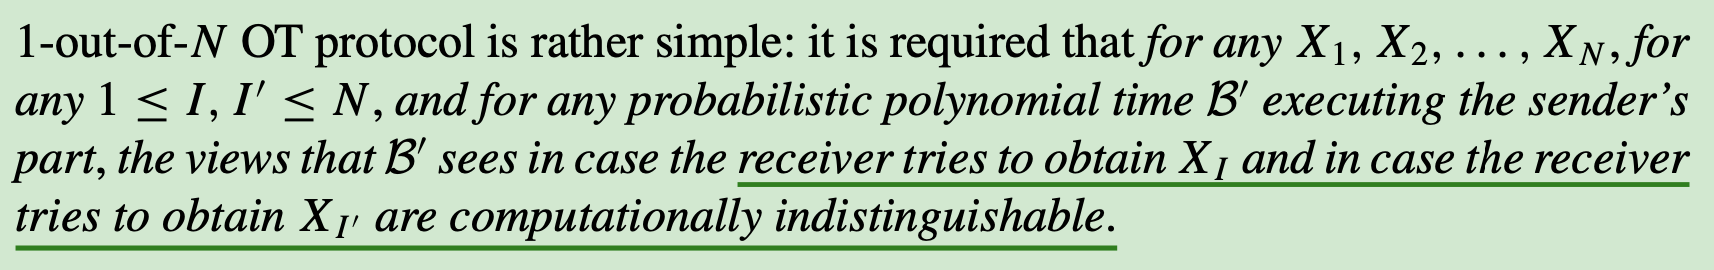 1-out-of-N OT protocol is rather simple: it is required that for any X₁, X₂, . . . , X_N, for
any 1 ≤ I, I′ ≤ N, and for any probabilistic polynomial time ℬ′ executing the sender’s
part, the views that ℬ′ sees in case the receiver tries to obtain X_I and in case the receiver
tries to obtain X_I′ are computationally indistinguishable.